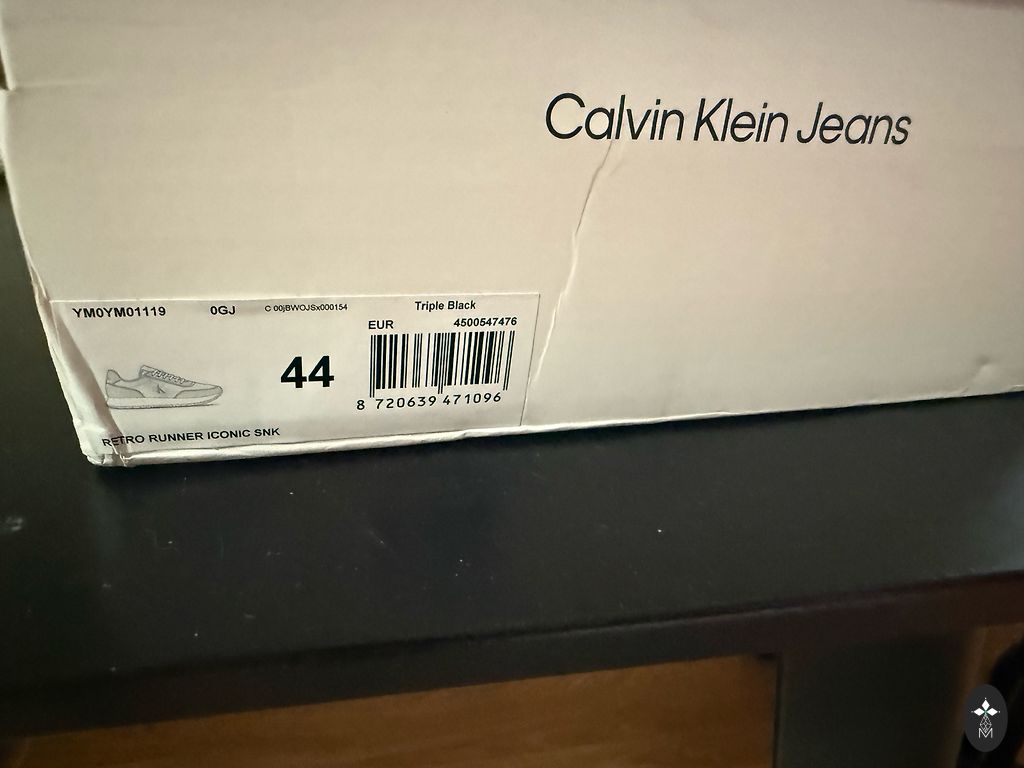 Calvin Klein Jeans
YM0YM01119 0GJ C 00jBWOJSx000154 Triple Black
EUR 4500547476
44
8 720639 471096
RETRO RUNNER ICONIC SNK
M